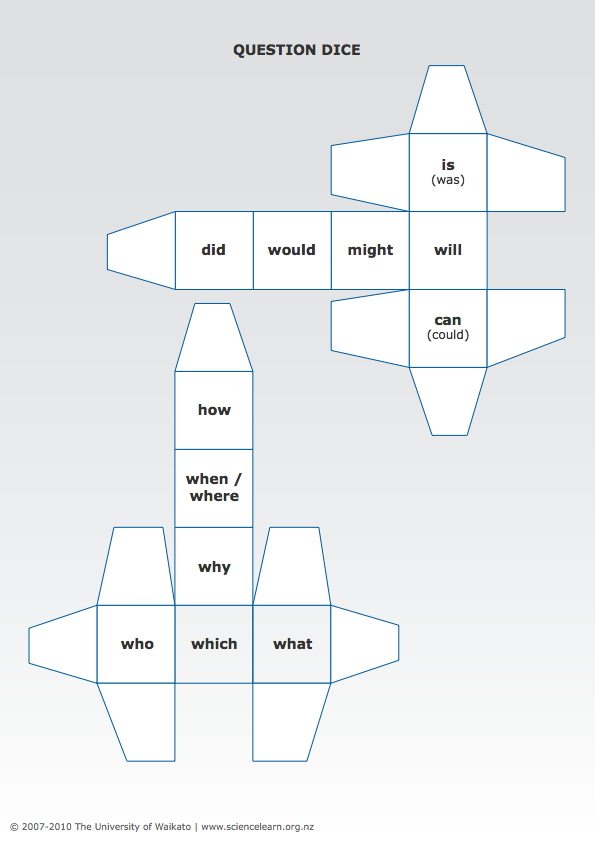 QUESTION DICE
is
(was)
did would might will
can
(could)
how
when /
where
why
who which what
© 2007-2010 The University of Waikato | www.sciencelearn.org.nz